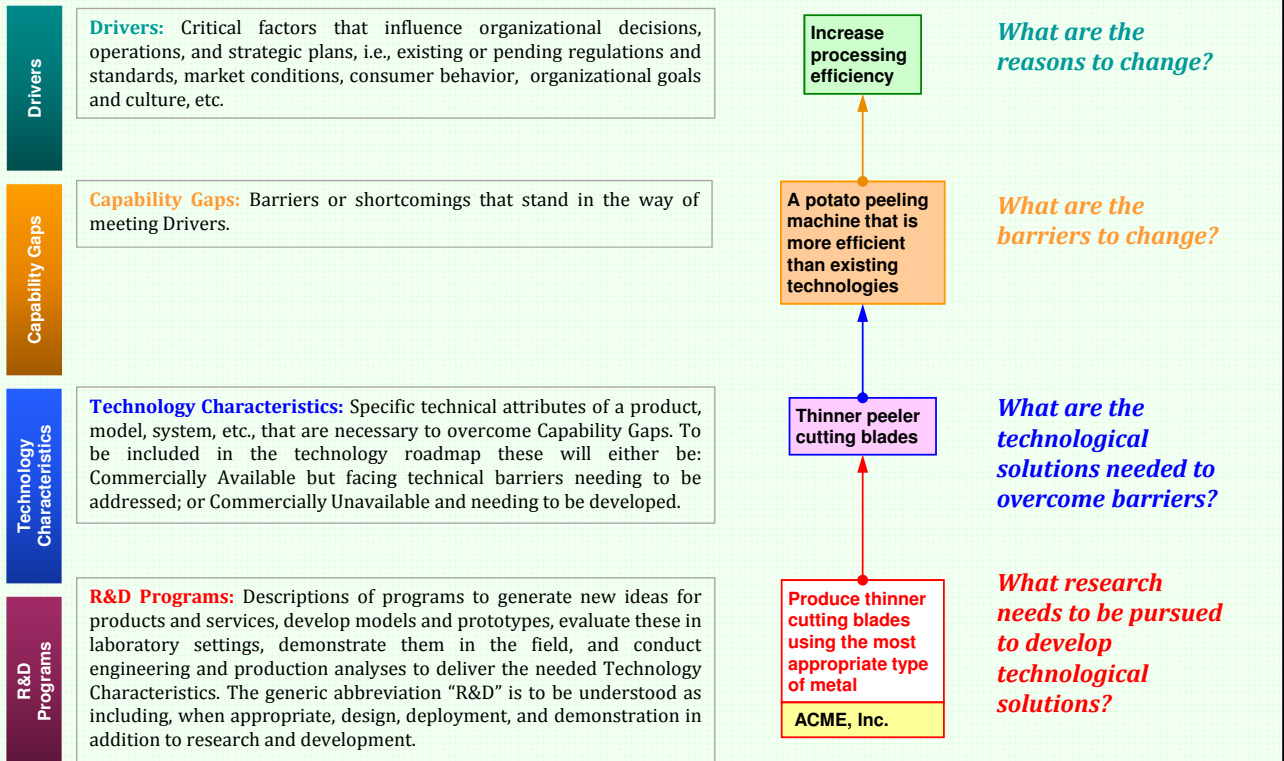 Drivers
Drivers: Critical factors that influence organizational decisions,
operations, and strategic plans, i.e., existing or pending regulations and
standards, market conditions, consumer behavior, organizational goals
and culture, etc.
Increase
processing
efficiency
What are the
reasons to change?
Capability Gaps
Capability Gaps: Barriers or shortcomings that stand in the way of
meeting Drivers.
A potato peeling
machine that is
more efficient
than existing
technologies
What are the
barriers to change?
Technology
Characteristics
Technology Characteristics: Specific technical attributes of a product,
model, system, etc., that are necessary to overcome Capability Gaps. To
be included in the technology roadmap these will either be:
Commercially Available but facing technical barriers needing to be
addressed; or Commercially Unavailable and needing to be developed.
Thinner peeler
cutting blades
What are the
technological
solutions needed to
overcome barriers?
R&D
Programs
R&D Programs: Descriptions of programs to generate new ideas for
products and services, develop models and prototypes, evaluate these in
laboratory settings, demonstrate them in the field, and conduct
engineering and production analyses to deliver the needed Technology
Characteristics. The generic abbreviation “R&D” is to be understood as
including, when appropriate, design, deployment, and demonstration in
addition to research and development.
Produce thinner
cutting blades
using the most
appropriate type
of metal
ACME, Inc.
What research
needs to be pursued
to develop
technological
solutions?